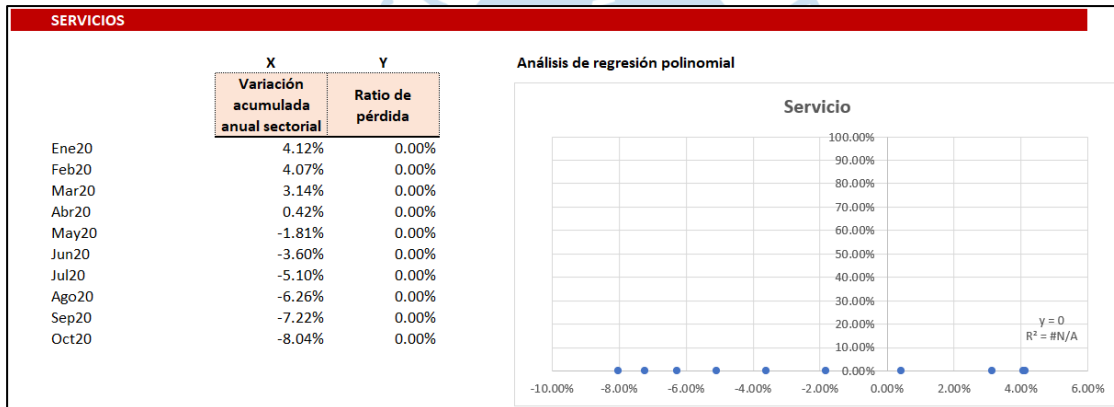 SERVICIOS
X Y
Variación acumulada anual sectorial
Ratio de pérdida
Ene20 4.12% 0.00%
Feb20 4.07% 0.00%
Mar20 3.14% 0.00%
Abr20 0.42% 0.00%
May20 -1.81% 0.00%
Jun20 -3.60% 0.00%
Jul20 -5.10% 0.00%
Ago20 -6.26% 0.00%
Sep20 -7.22% 0.00%
Oct20 -8.04% 0.00%
Análisis de regresión polinomial
Servicio
100.00%
90.00%
80.00%
70.00%
60.00%
50.00%
40.00%
30.00%
20.00%
10.00%
0.00%
y = 0
R² = #N/A
-10.00% -8.00% -6.00% -4.00% -2.00% 0.00% 2.00% 4.00% 6.00%